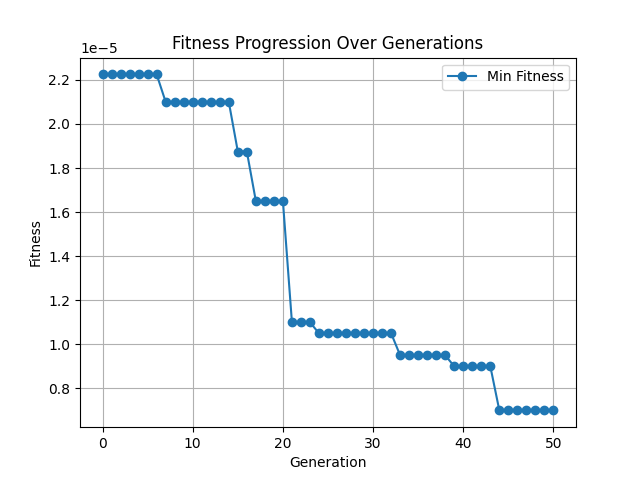 Fitness Progression Over Generations
1e−5
Min Fitness
2.2
2.0
1.8
1.6
1.4
1.2
1.0
0.8
Fitness
0 10 20 30 40 50
Generation